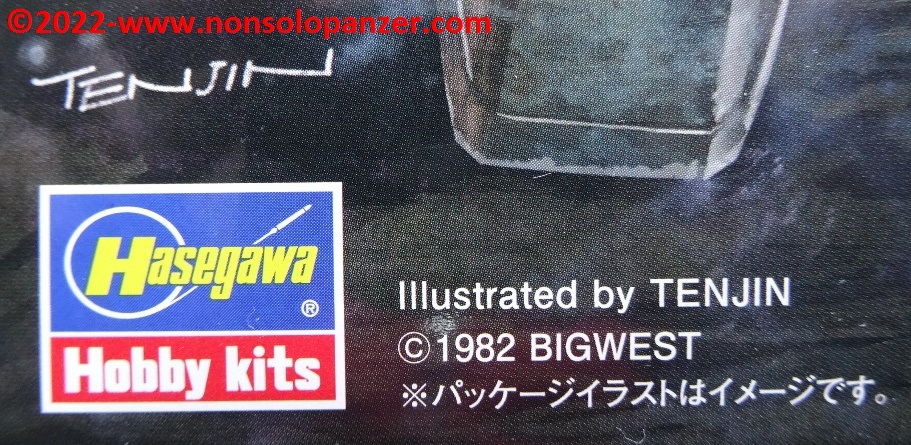 ©2022-www.nonsolopanzer.com
TENJIN
Hasegawa
®
Hobby kits
Illustrated by TENJIN
©1982 BIGWEST
※パッケージイラストはイメージです。